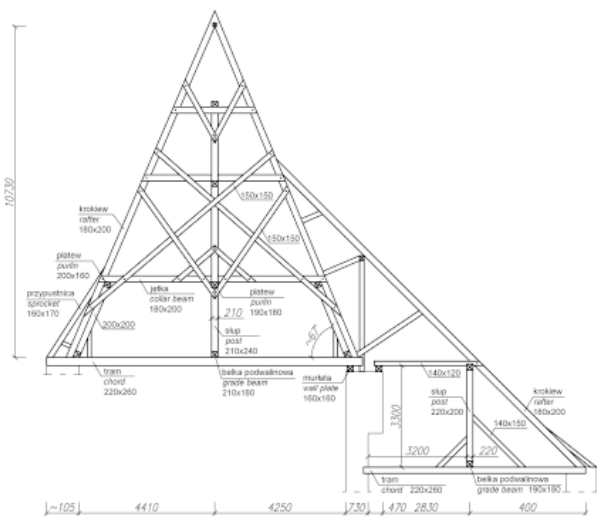 10730
150x150
150x150
krokiew
rafter
180x200
płatew
purlin
200x160
przypustnica
sprocket
160x170
jętka
collar beam
180x200
płatew
purlin
190x180
200x200
210
słup
post
210x240
~67°
tram
chord
220x260
belka podwalinowa
grade beam
210x180
murłata
wall plate
160x160
140x120
słup
post
220x200
krokiew
rafter
180x200
3300
140x150
3200
220
tram
chord 220x260
belka podwalinowa
grade beam 190x180
~105
4410
4250
730
470
2830
400